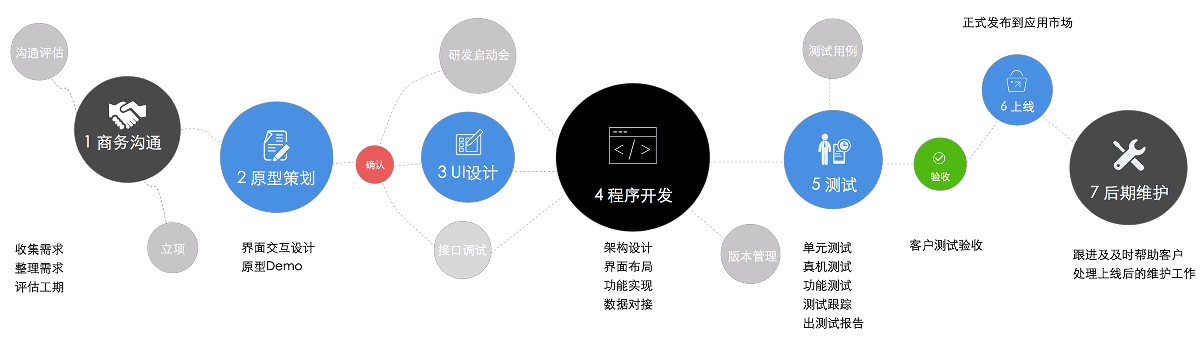 沟通评估
1 商务沟通
立项
收集需求
整理需求
评估工期
2 原型策划
界面交互设计
原型Demo
确认
研发启动会
3 UI设计
接口调试
4 程序开发
架构设计
界面布局
功能实现
数据对接
版本管理
测试用例
5 测试
单元测试
真机测试
功能测试
测试跟踪
出测试报告
验收
客户测试验收
正式发布到应用市场
6 上线
7 后期维护
跟进及及时帮助客户
处理上线后的维护工作